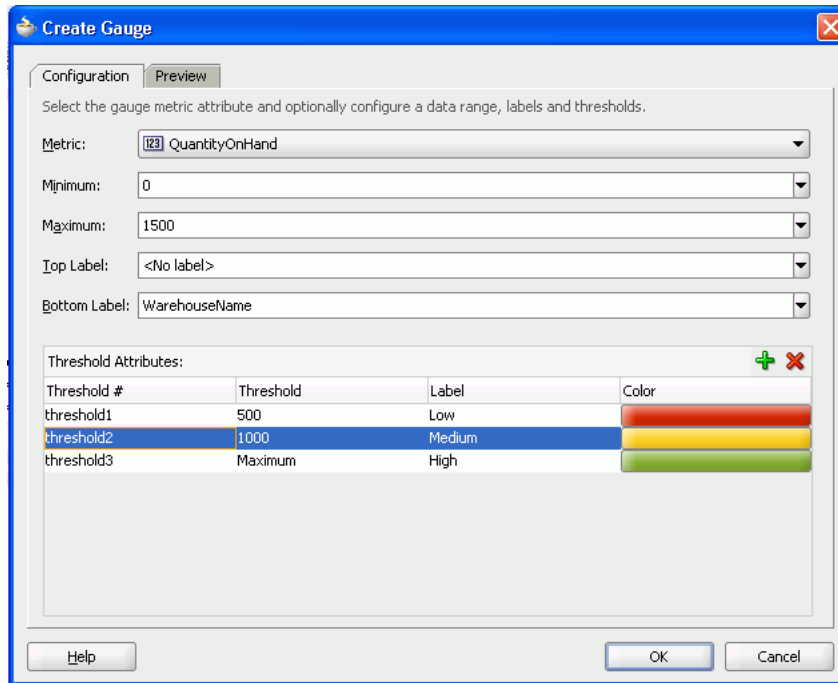 Create Gauge
Configuration Preview
Select the gauge metric attribute and optionally configure a data range, labels and thresholds.
Metric: 123 QuantityOnHand
Minimum: 0
Maximum: 1500
Top Label: <No label>
Bottom Label: WarehouseName
Threshold Attributes:
Threshold # Threshold Label Color
threshold1 500 Low
threshold2 1000 Medium
threshold3 Maximum High
Help OK Cancel